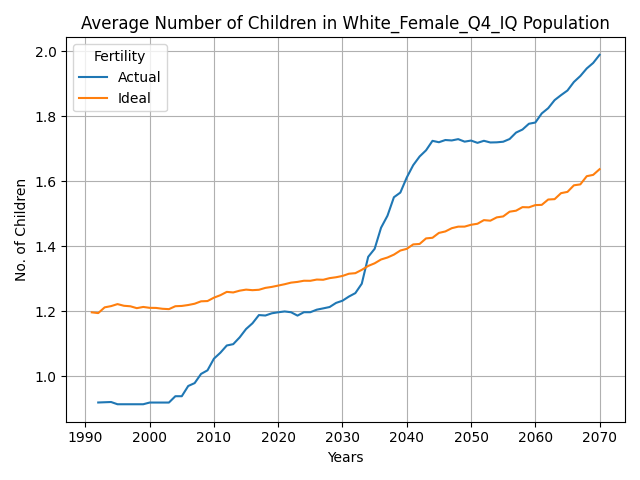 Average Number of Children in White_Female_Q4_IQ Population
Fertility
Actual
Ideal
No. of Children
2.0
1.8
1.6
1.4
1.2
1.0
1990 2000 2010 2020 2030 2040 2050 2060 2070
Years